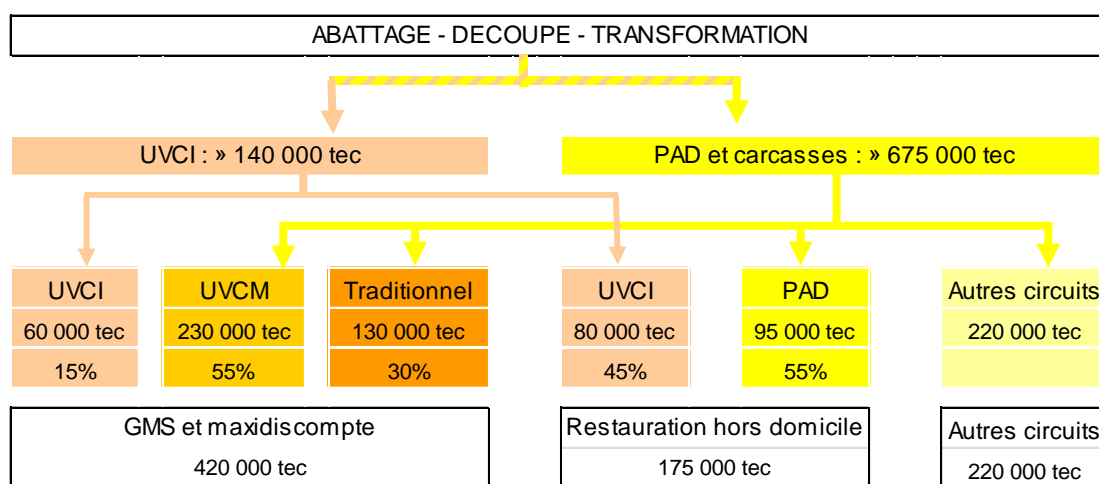 ABATTAGE - DECOUPE - TRANSFORMATION
UVCI : » 140 000 tec
PAD et carcasses : » 675 000 tec
UVCI
60 000 tec
15%
UVCM
230 000 tec
55%
Traditionnel
130 000 tec
30%
UVCI
80 000 tec
45%
PAD
95 000 tec
55%
Autres circuits
220 000 tec
GMS et maxidiscompte
420 000 tec
Restauration hors domicile
175 000 tec
Autres circuits
220 000 tec